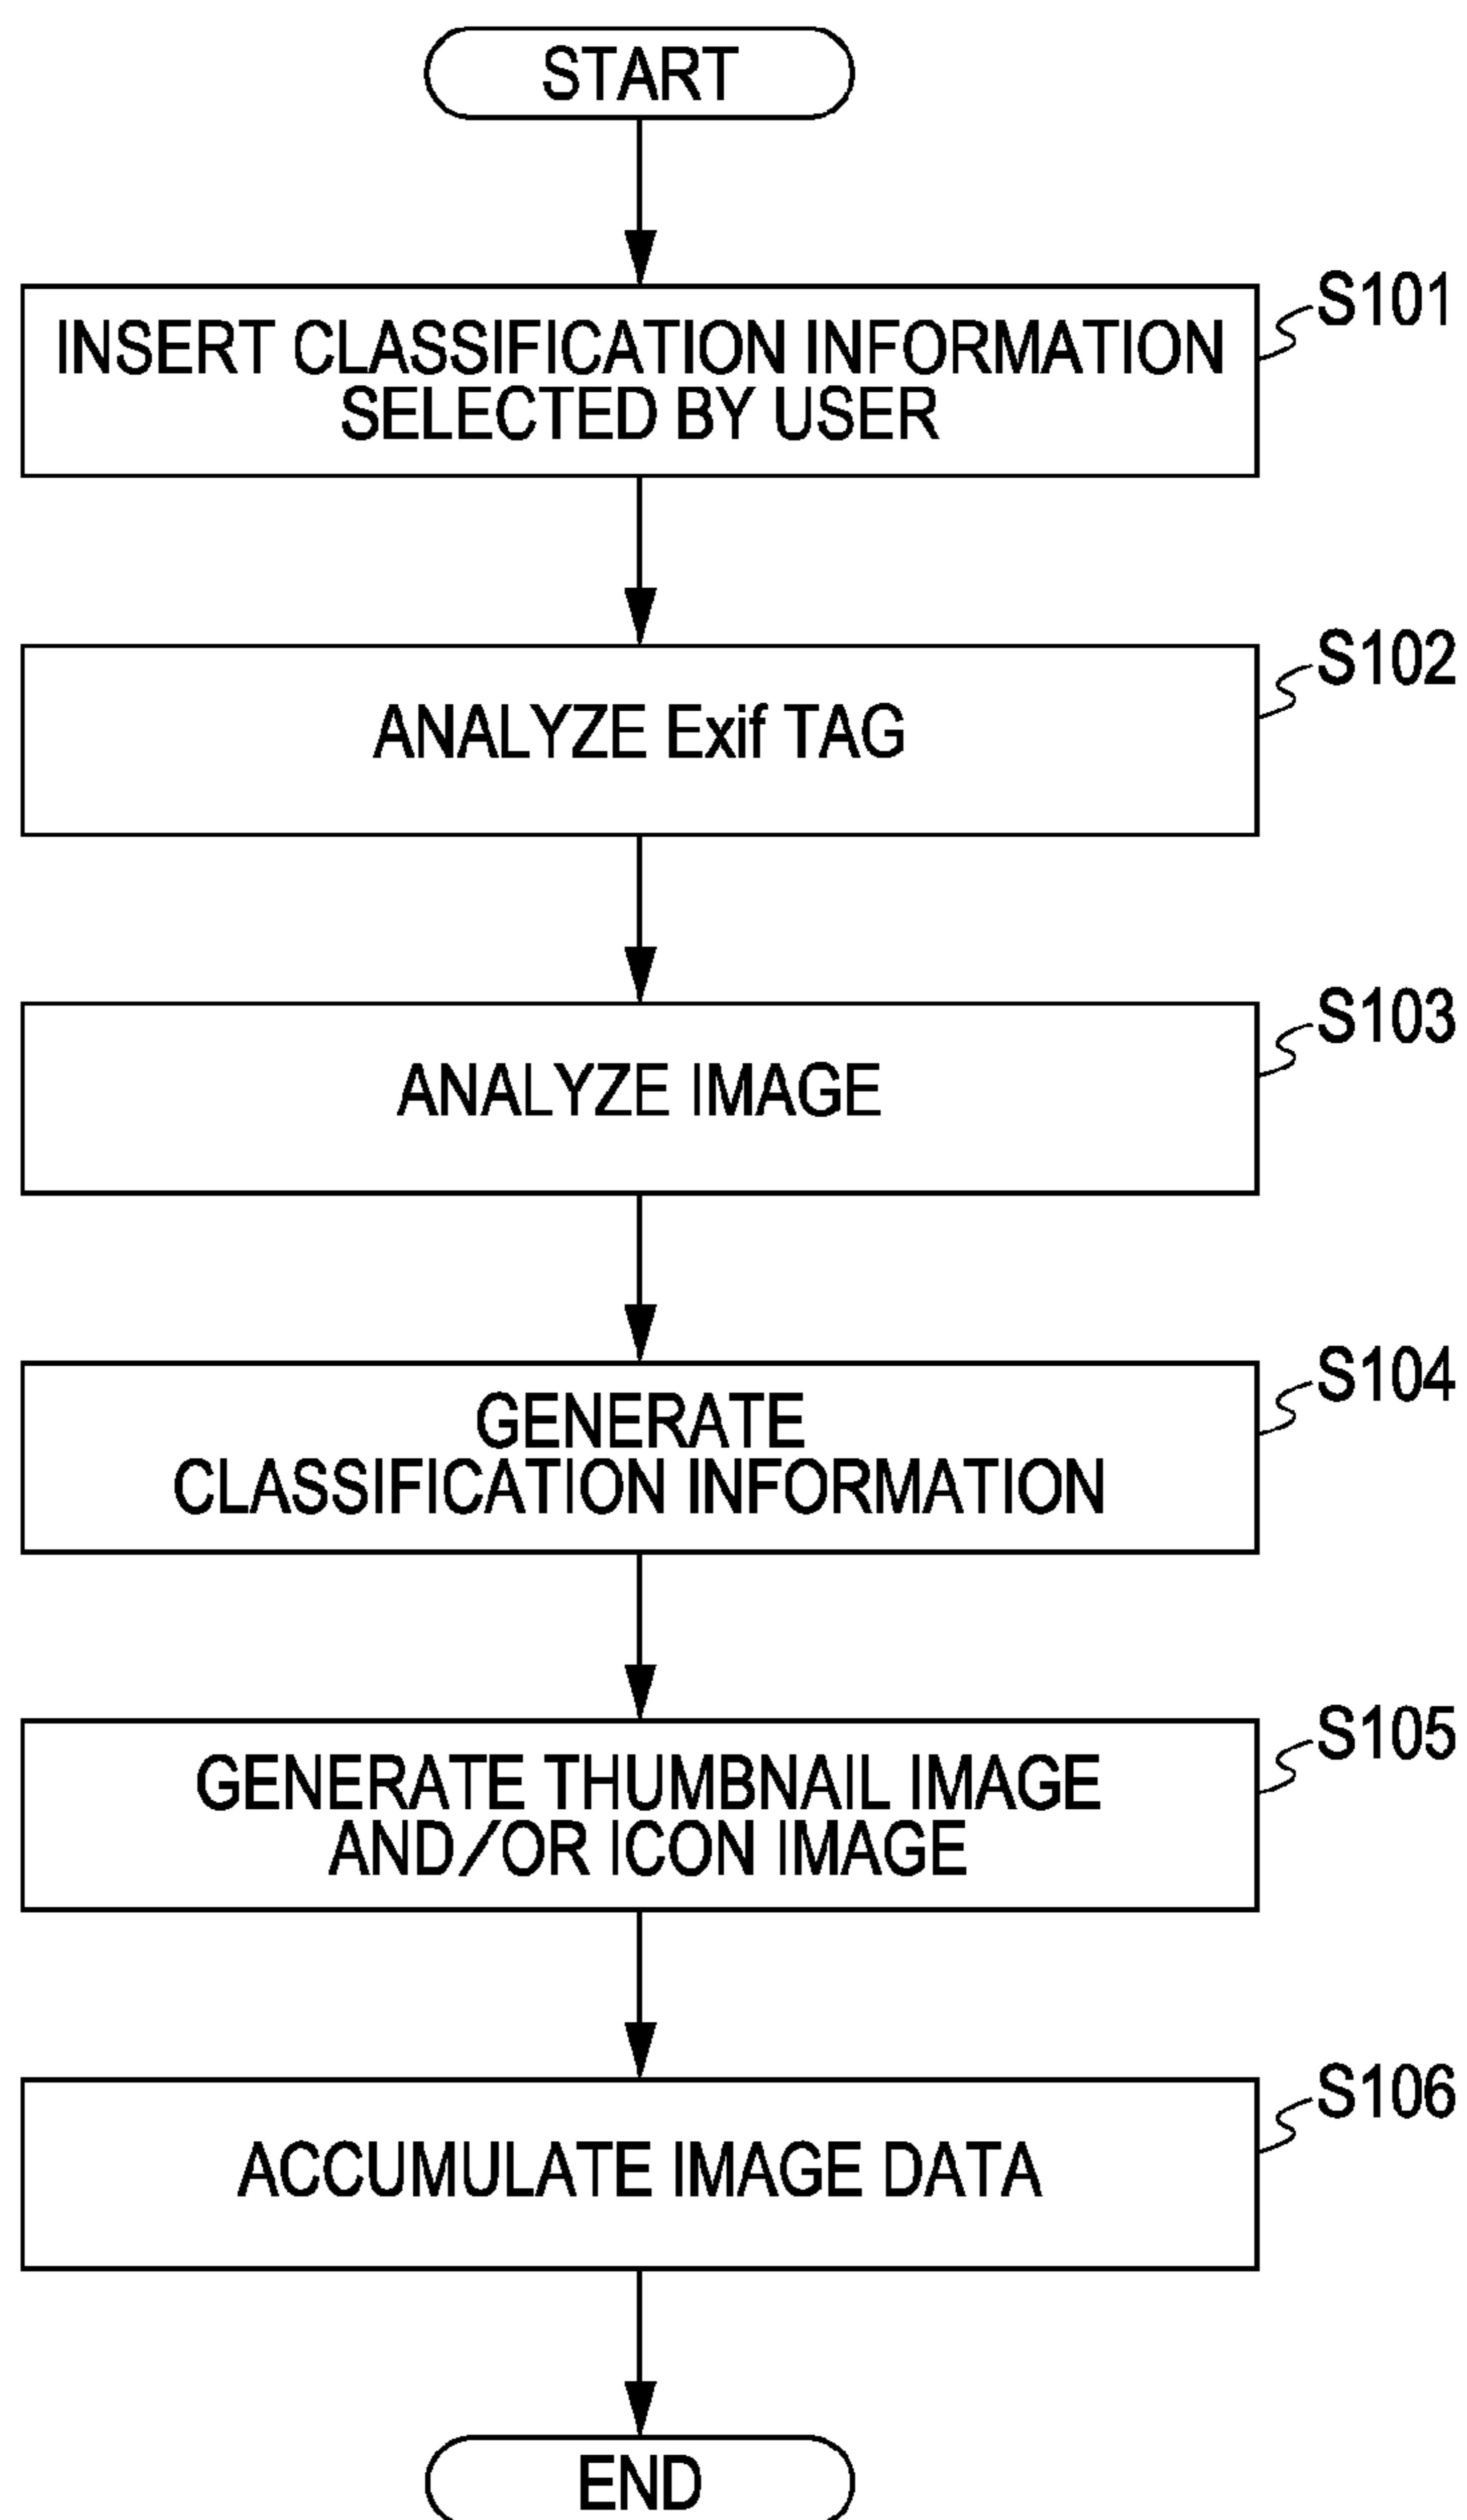 START
S101
INSERT CLASSIFICATION INFORMATION
SELECTED BY USER
S102
ANALYZE Exif TAG
S103
ANALYZE IMAGE
S104
GENERATE
CLASSIFICATION INFORMATION
S105
GENERATE THUMBNAIL IMAGE
AND/OR ICON IMAGE
S106
ACCUMULATE IMAGE DATA
END